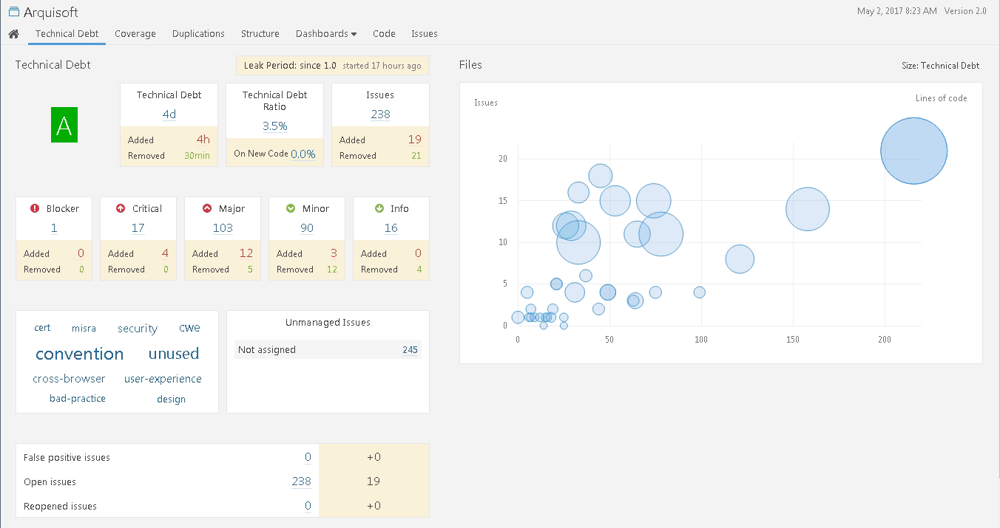 Arquisoft
May 2, 2017 8:23 AM Version 2.0
Technical Debt Coverage Duplications Structure Dashboards Code Issues
Technical Debt
Leak Period: since 1.0 started 17 hours ago
A
Technical Debt
4d
Added 4h
Removed 30min
Technical Debt
Ratio
3.5%
On New Code 0.0%
Issues
238
Added 19
Removed 21
Blocker
1
Added 0
Removed 0
Critical
17
Added 4
Removed 0
Major
103
Added 12
Removed 5
Minor
90
Added 3
Removed 12
Info
16
Added 0
Removed 4
cert misra security cwe
convention unused
cross-browser user-experience
bad-practice design
Unmanaged Issues
Not assigned 245
False positive issues 0 +0
Open issues 238 19
Reopened issues 0 +0
Files
Size: Technical Debt
Issues
Lines of code
20
15
10
5
0
0 50 100 150 200